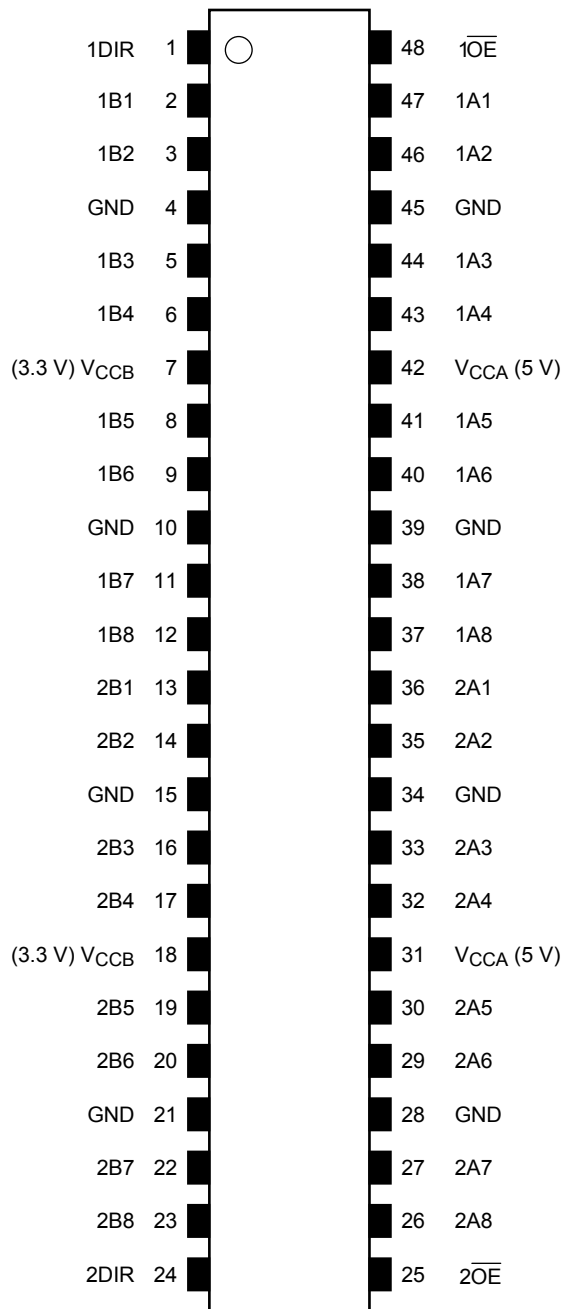 1DIR 1 48 1O̅E̅
1B1 2 47 1A1
1B2 3 46 1A2
GND 4 45 GND
1B3 5 44 1A3
1B4 6 43 1A4
(3.3 V) VCCB 7 42 VCCA (5 V)
1B5 8 41 1A5
1B6 9 40 1A6
GND 10 39 GND
1B7 11 38 1A7
1B8 12 37 1A8
2B1 13 36 2A1
2B2 14 35 2A2
GND 15 34 GND
2B3 16 33 2A3
2B4 17 32 2A4
(3.3 V) VCCB 18 31 VCCA (5 V)
2B5 19 30 2A5
2B6 20 29 2A6
GND 21 28 GND
2B7 22 27 2A7
2B8 23 26 2A8
2DIR 24 25 2O̅E̅